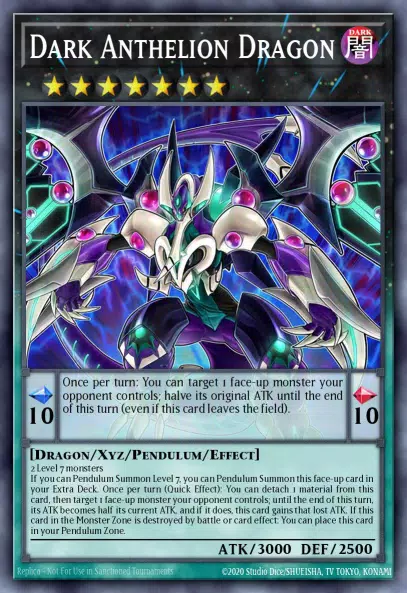 DARK ANTHELION DRAGON
DARK
闇
Once per turn: You can target 1 face-up monster your
opponent controls; halve its original ATK until the end
of this turn (even if this card leaves the field).
10
10
[DRAGON/XYZ/PENDULUM/EFFECT]
2 Level 7 monsters
If you can Pendulum Summon Level 7, you can Pendulum Summon this face-up card in
your Extra Deck. Once per turn (Quick Effect): You can detach 1 material from this
card, then target 1 face-up monster your opponent controls; until the end of this turn,
its ATK becomes half its current ATK, and if it does, this card gains that lost ATK. If this
card in the Monster Zone is destroyed by battle or card effect: You can place this card
in your Pendulum Zone.
ATK/3000 DEF/2500
Replica - Not For Use in Sanctioned Tournaments
©2020 Studio Dice/SHUEISHA, TV TOKYO, KONAMI